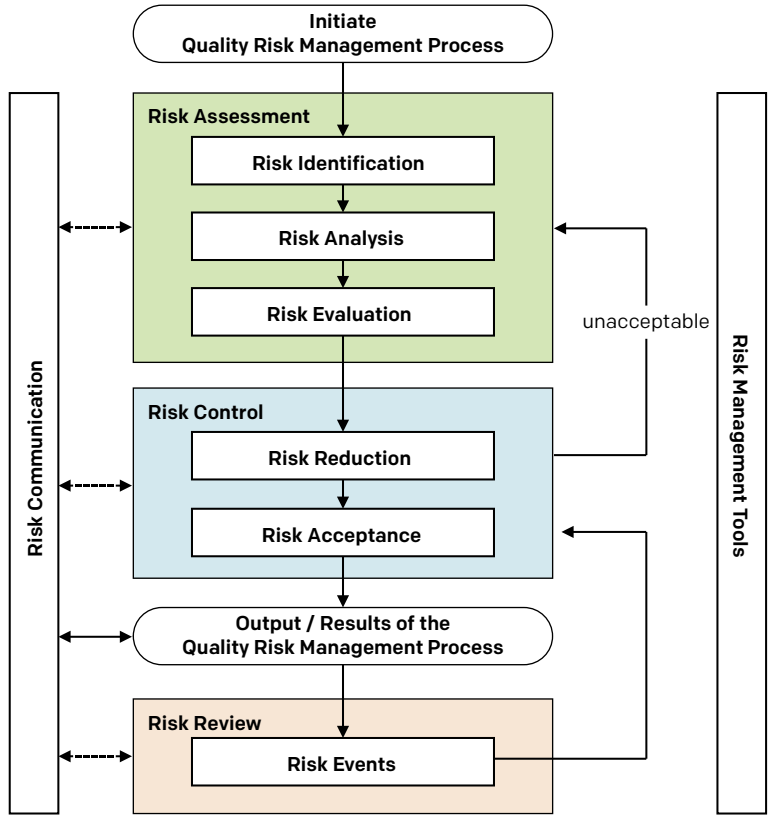 Initiate
Quality Risk Management Process
Risk Assessment
Risk Identification
Risk Analysis
Risk Evaluation
unacceptable
Risk Control
Risk Reduction
Risk Acceptance
Output / Results of the
Quality Risk Management Process
Risk Review
Risk Events
Risk Communication
Risk Management Tools